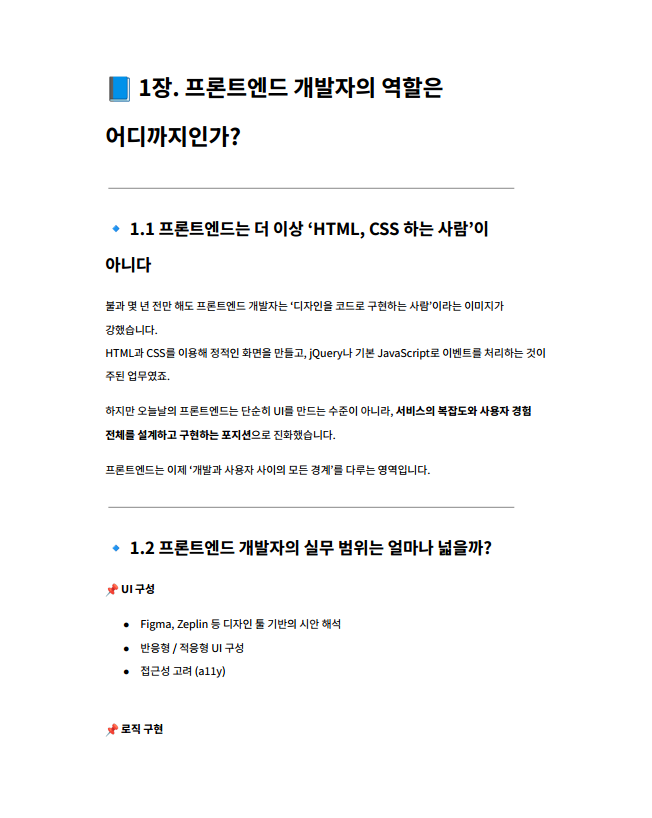 📘 1장. 프론트엔드 개발자의 역할은
어디까지인가?
🔹 1.1 프론트엔드는 더 이상 ‘HTML, CSS 하는 사람’이
아니다
불과 몇 년 전만 해도 프론트엔드 개발자는 ‘디자인을 코드로 구현하는 사람’이라는 이미지가
강했습니다.
HTML과 CSS를 이용해 정적인 화면을 만들고, jQuery나 기본 JavaScript로 이벤트를 처리하는 것이
주된 업무였죠.
하지만 오늘날의 프론트엔드는 단순히 UI를 만드는 수준이 아니라, 서비스의 복잡도와 사용자 경험
전체를 설계하고 구현하는 포지션으로 진화했습니다.
프론트엔드는 이제 ‘개발과 사용자 사이의 모든 경계’를 다루는 영역입니다.
🔹 1.2 프론트엔드 개발자의 실무 범위는 얼마나 넓을까?
📌 UI 구성
● Figma, Zeplin 등 디자인 툴 기반의 시안 해석
● 반응형 / 적응형 UI 구성
● 접근성 고려 (a11y)
📌 로직 구현